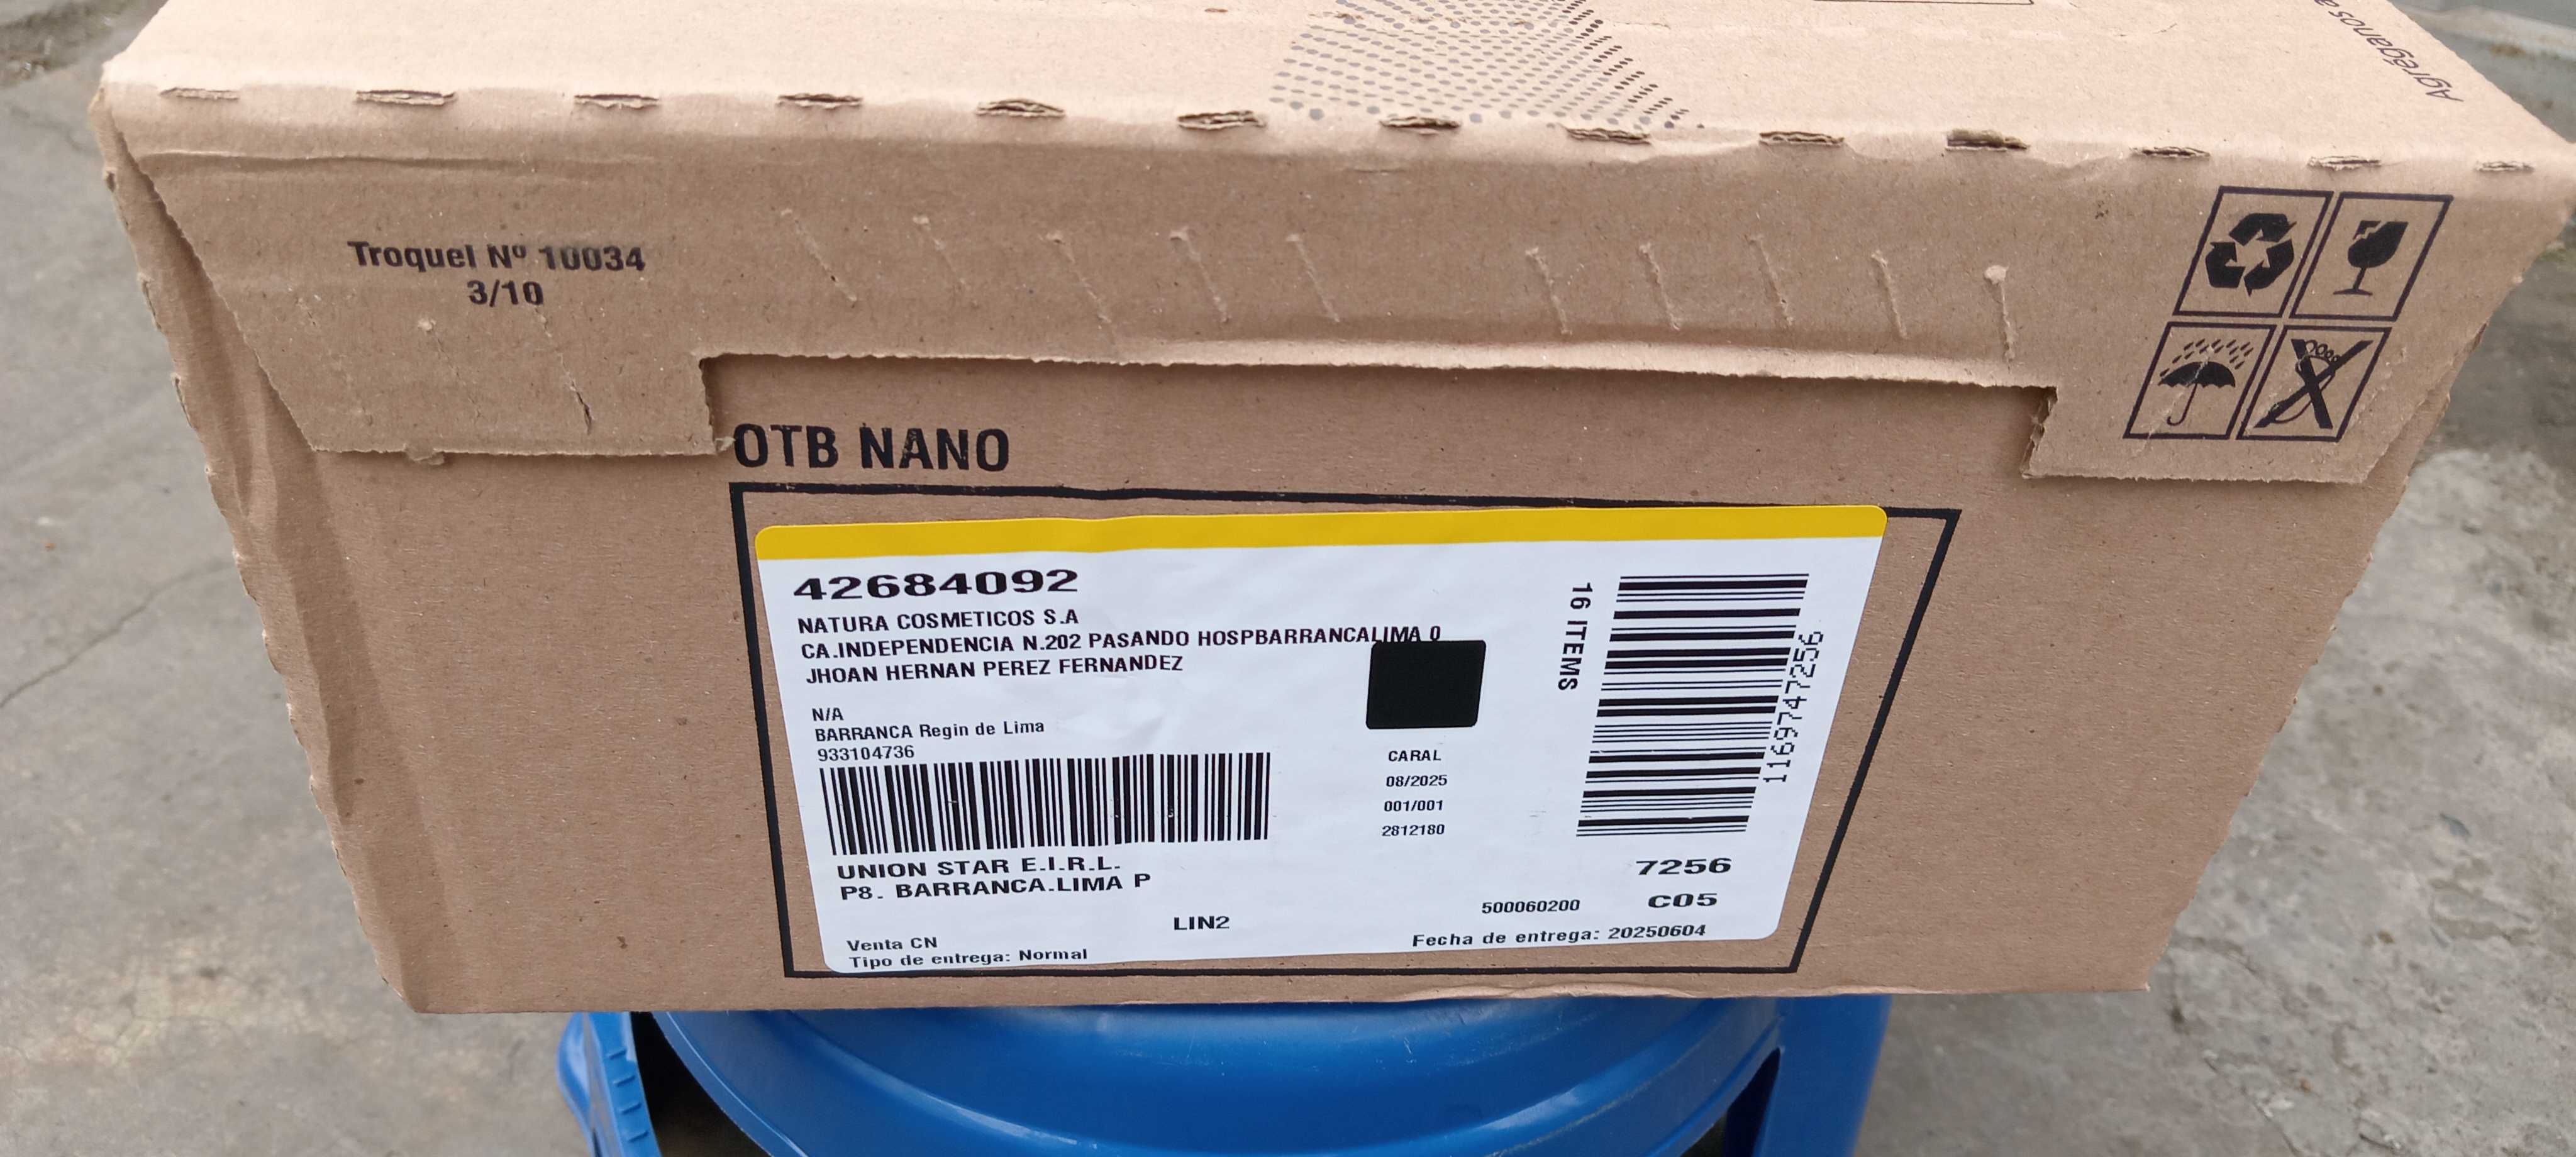 Agréganos a
Troquel Nº 10034
3/10
OTB NANO
42684092
NATURA COSMETICOS S.A
CA.INDEPENDENCIA N.202 PASANDO HOSPBARRANCALIMA 0
JHOAN HERNAN PEREZ FERNANDEZ
N/A
BARRANCA Regin de Lima
933104736
UNION STAR E.I.R.L.
P8. BARRANCA.LIMA P
LIN2
Venta CN
Tipo de entrega: Normal
CARAL
08/2025
001/001
2812180
16 ITEMS
1169747256
7256
500060200
C05
Fecha de entrega: 20250604